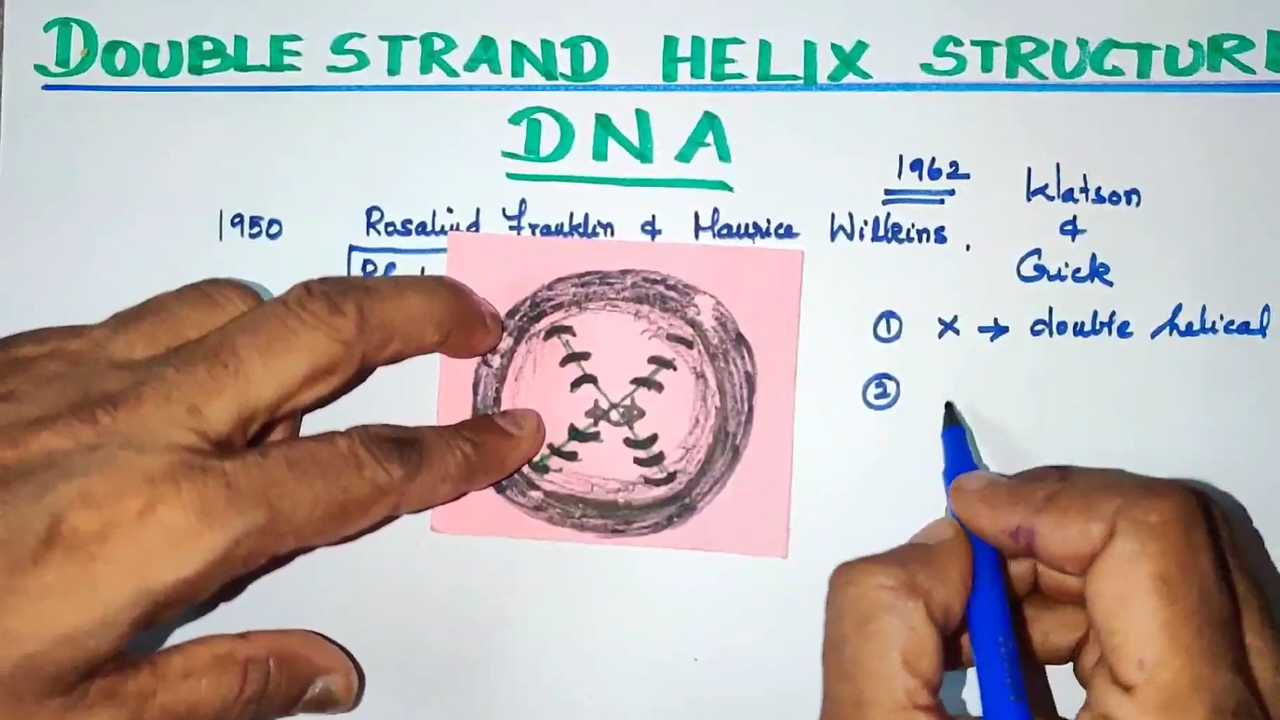 DOUBLE STRAND HELIX STRUCTURE
DNA
1950 Rosalind Franklin & Maurice Wilkins.
1962 Watson
&
Crick
① X → double helical
②